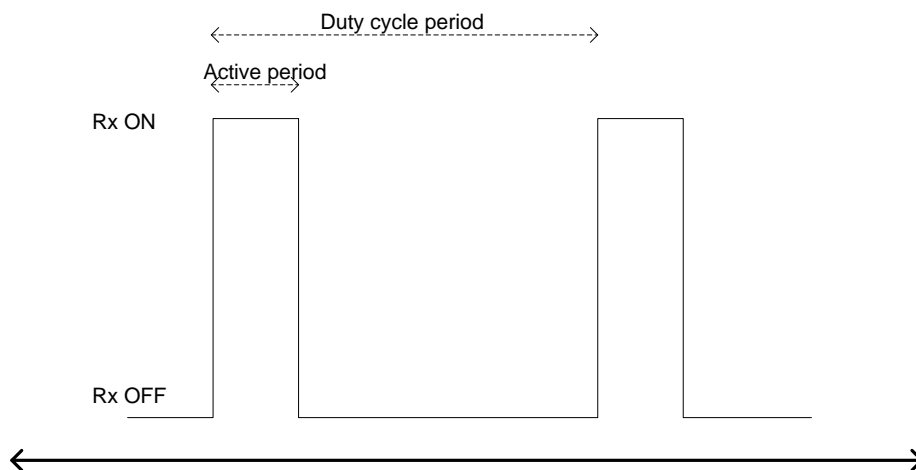 Duty cycle period
Active period
Rx ON
Rx OFF